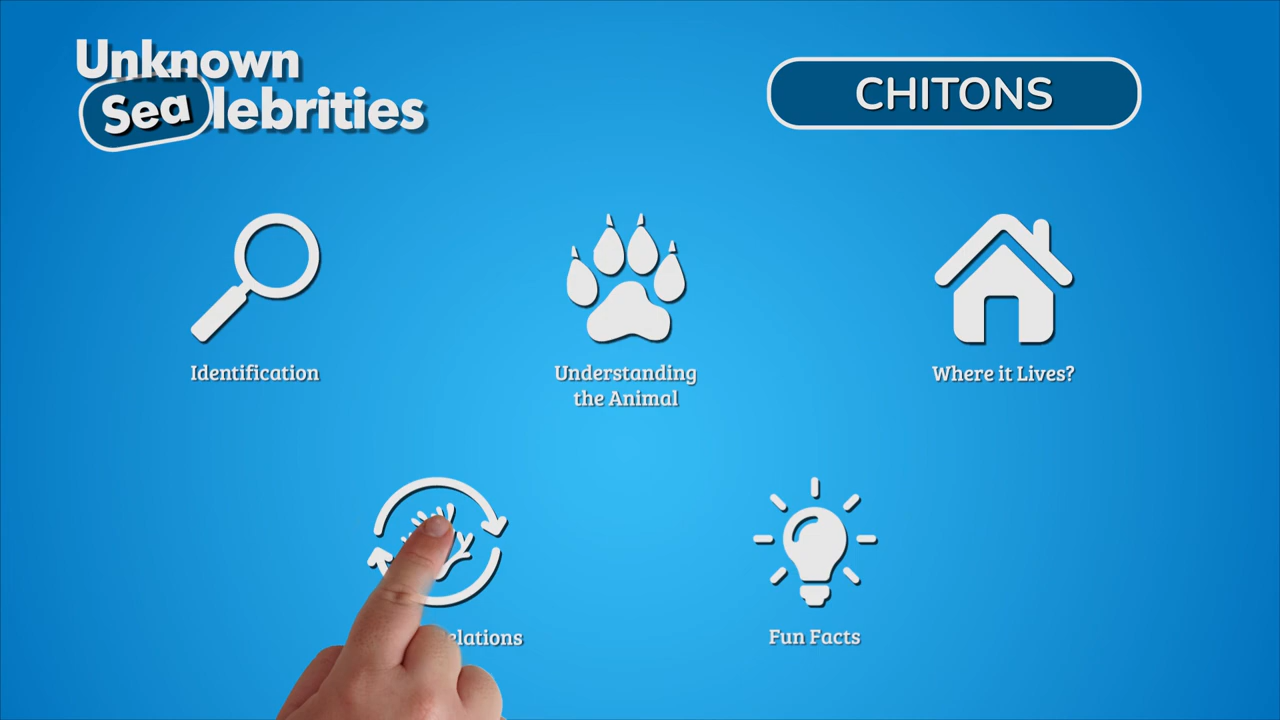 Unknown
Sealebrities
CHITONS
Identification
Understanding
the Animal
Where it Lives?
Fun Facts